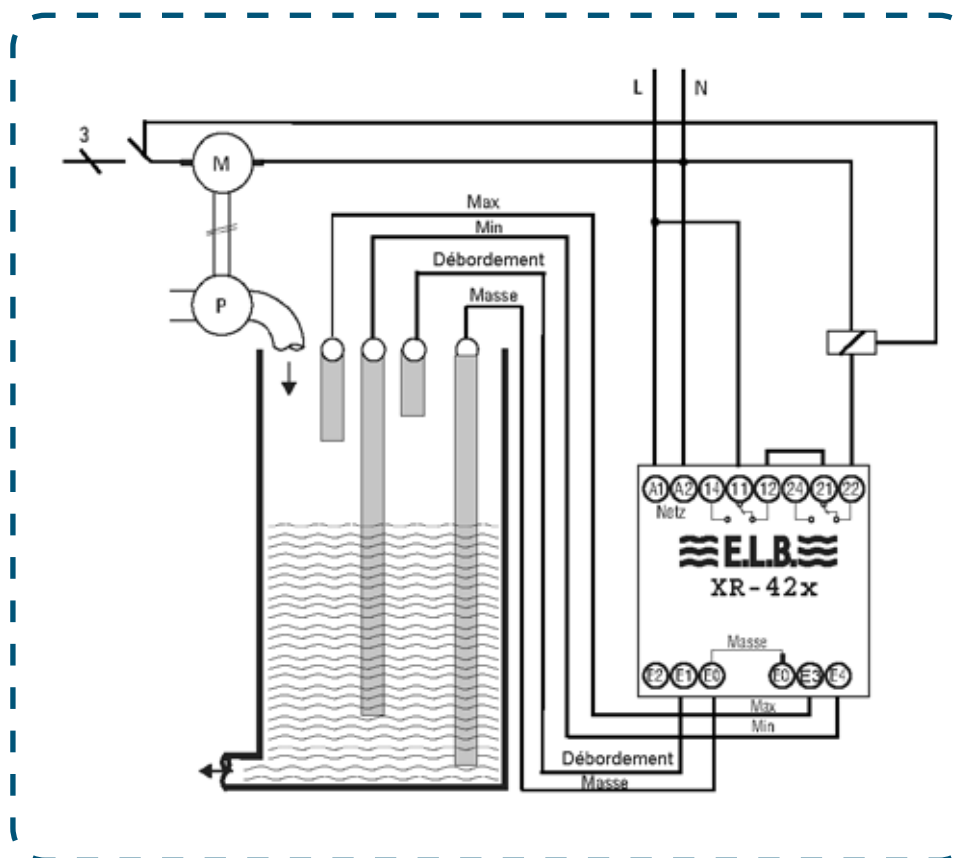 L N
3
M
Max
Min
Débordement
Masse
P
A1 A2 14 11 12 24 21 22
Netz
E.L.B.
XR-42x
Masse
E2 E1 E0 E0 E3 E4
Max
Min
Débordement
Masse